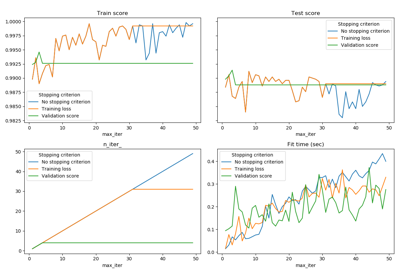 Train score
1.0000
0.9975
0.9950
0.9925
0.9900
0.9875
0.9850
0.9825
Stopping criterion
No stopping criterion
Training loss
Validation score
0 10 20 30 40 50
max_iter
Test score
Stopping criterion
No stopping criterion
Training loss
Validation score
0 10 20 30 40 50
max_iter
n_iter_
50
40
30
20
10
0
Stopping criterion
No stopping criterion
Training loss
Validation score
0 10 20 30 40 50
max_iter
Fit time (sec)
0.4
0.3
0.2
0.1
0.0
Stopping criterion
No stopping criterion
Training loss
Validation score
0 10 20 30 40 50
max_iter